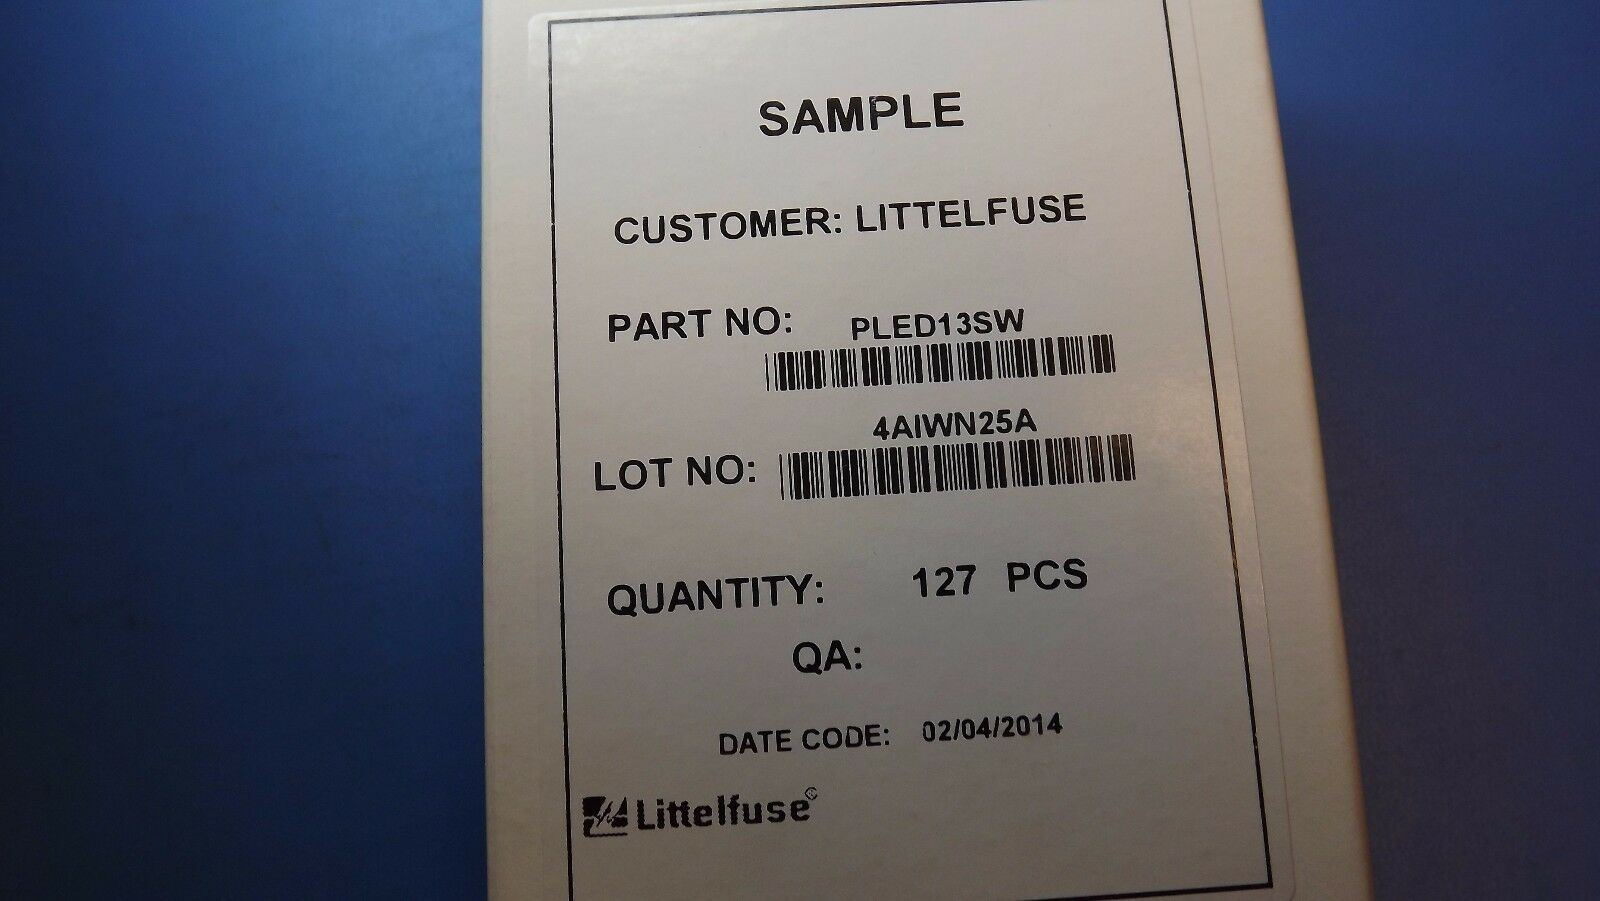 SAMPLE
CUSTOMER: LITTELFUSE
PART NO: PLED13SW
4AIWN25A
LOT NO:
QUANTITY: 127 PCS
QA:
DATE CODE: 02/04/2014
Littelfuse®